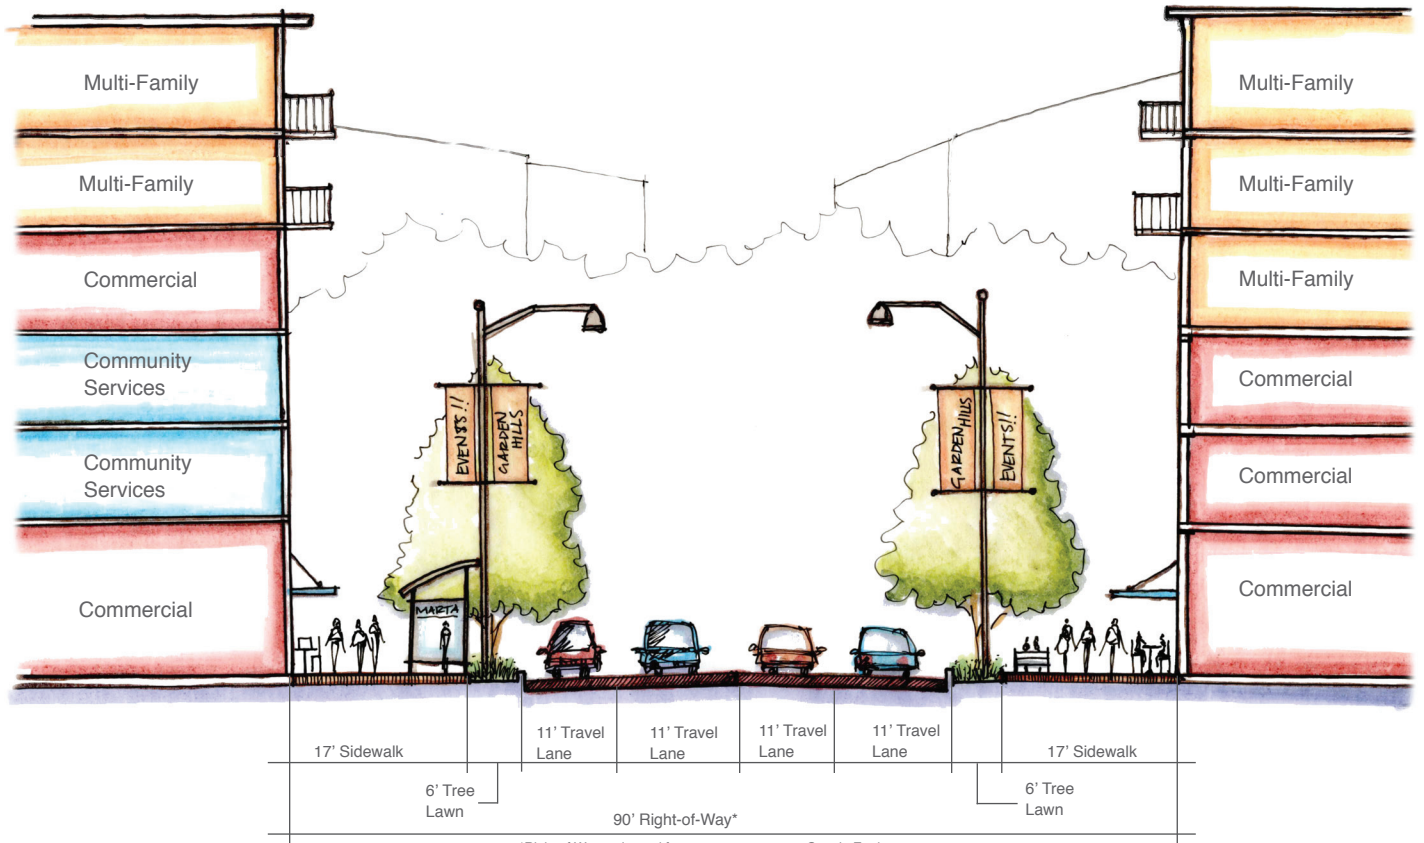 Multi-Family
Multi-Family
Multi-Family
Multi-Family
Commercial
Multi-Family
Community
Services
Commercial
Community
Services
Commercial
Commercial
Commercial
EVENTS!!
GARDEN
HILLS
GARDEN
HILLS
EVENTS!!
MARTA
17' Sidewalk
11' Travel
Lane
11' Travel
Lane
11' Travel
Lane
11' Travel
Lane
17' Sidewalk
6' Tree
Lawn
6' Tree
Lawn
90' Right-of-Way*